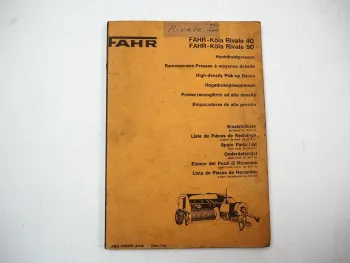 Rivale III
FAHR
FAHR-Köla Rivale 40
FAHR-Köla Rivale 50
Hochdruckpressen
Ramasseuses-Presses à moyenne densité
High-density Pick-up Balers
Hogedrukopraappersen
Presse raccoglitrici ad alta densità
Empacadoras de alta presión
Ersatzteilliste
Liste de Pièces de Rechange
Spare Parts List
Onderdelenlijst
Elenco dei Pezzi di Ricambio
Lista de Piezas de Recambio